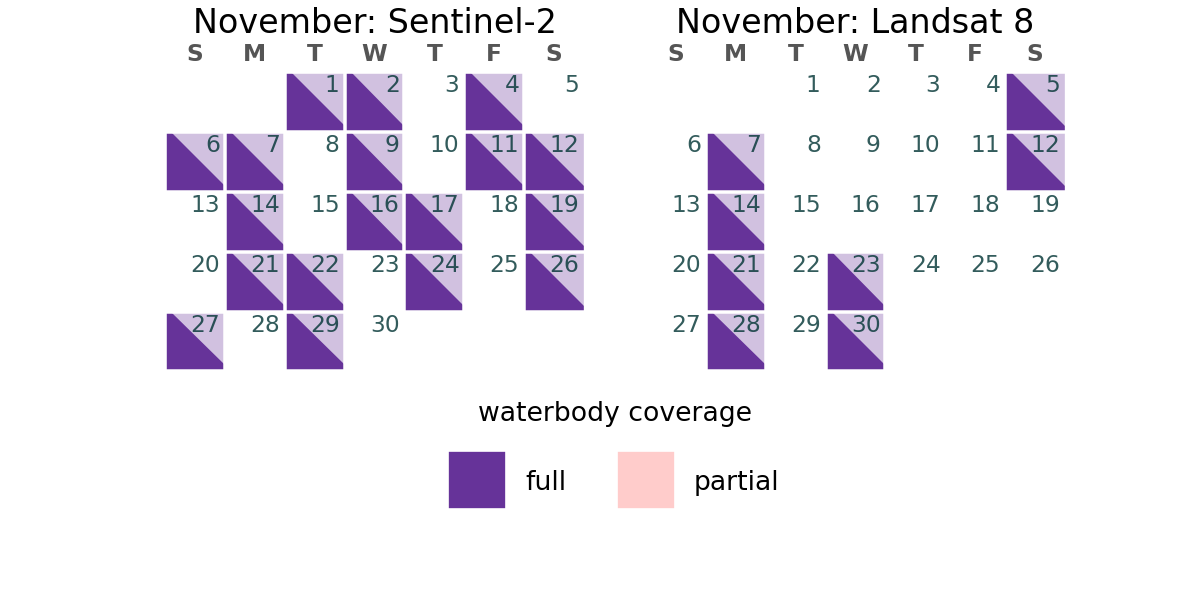 November: Sentinel-2
S M T W T F S
1 2 3 4 5
6 7 8 9 10 11 12
13 14 15 16 17 18 19
20 21 22 23 24 25 26
27 28 29 30
November: Landsat 8
S M T W T F S
1 2 3 4 5
6 7 8 9 10 11 12
13 14 15 16 17 18 19
20 21 22 23 24 25 26
27 28 29 30
waterbody coverage
full partial